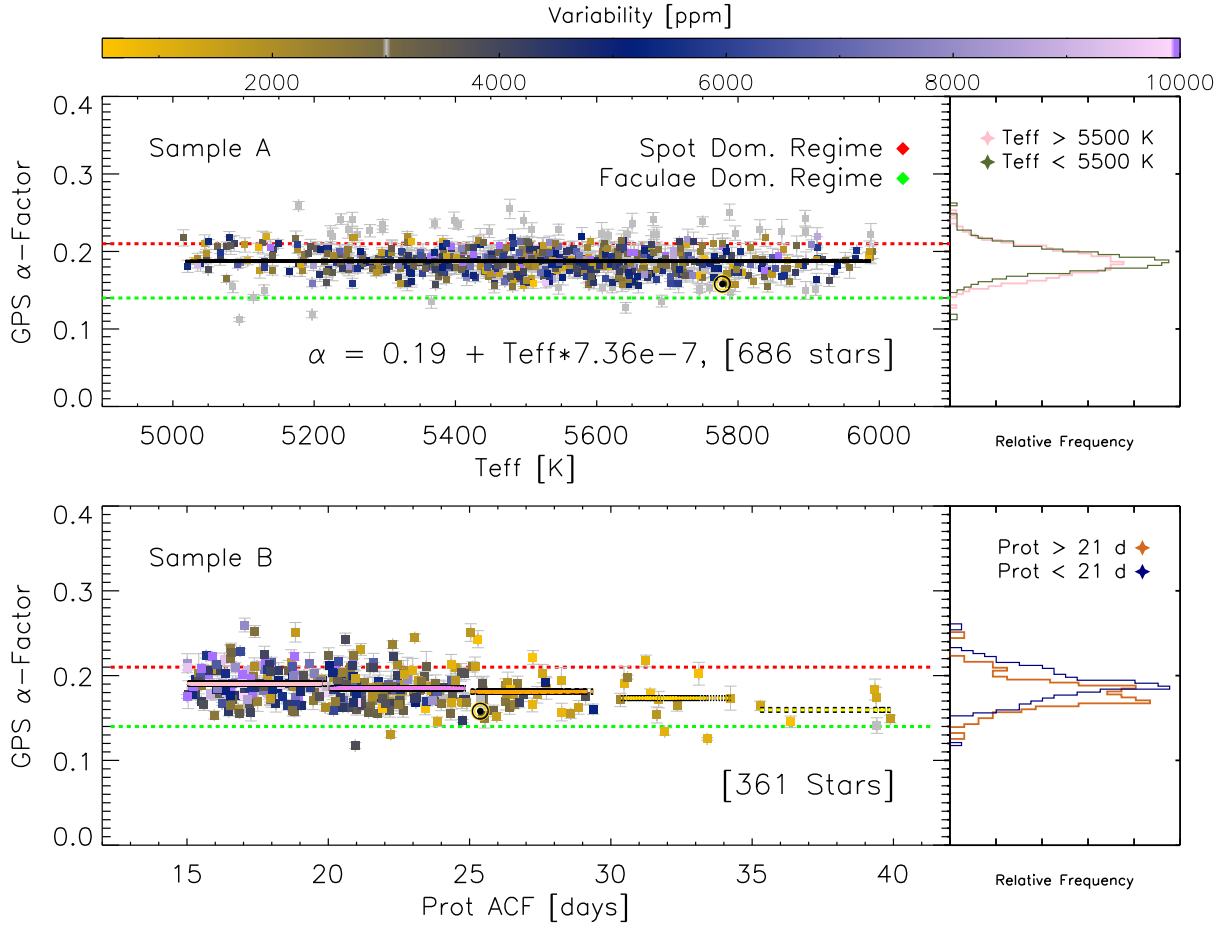 Variability [ppm]
2000 4000 6000 8000 10000
0.4
0.3
0.2
0.1
0.0
GPS α-Factor
Sample A
Spot Dom. Regime
Faculae Dom. Regime
α = 0.19 + Teff*7.36e-7, [686 stars]
5000 5200 5400 5600 5800 6000
Teff [K]
Teff > 5500 K
Teff < 5500 K
Relative Frequency
0.4
0.3
0.2
0.1
0.0
GPS α-Factor
Sample B
[361 Stars]
15 20 25 30 35 40
Prot ACF [days]
Prot > 21 d
Prot < 21 d
Relative Frequency